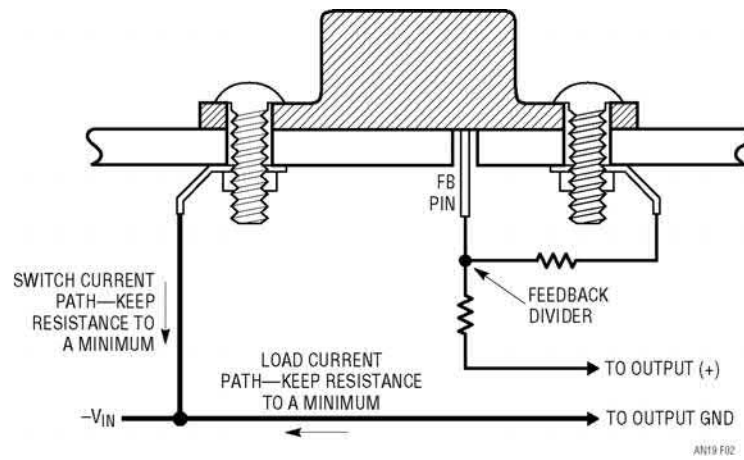 FB
PIN
SWITCH CURRENT
PATH—KEEP
RESISTANCE TO
A MINIMUM
FEEDBACK
DIVIDER
LOAD CURRENT
PATH—KEEP RESISTANCE
TO A MINIMUM
TO OUTPUT (+)
–VIN
TO OUTPUT GND
AN19 F02